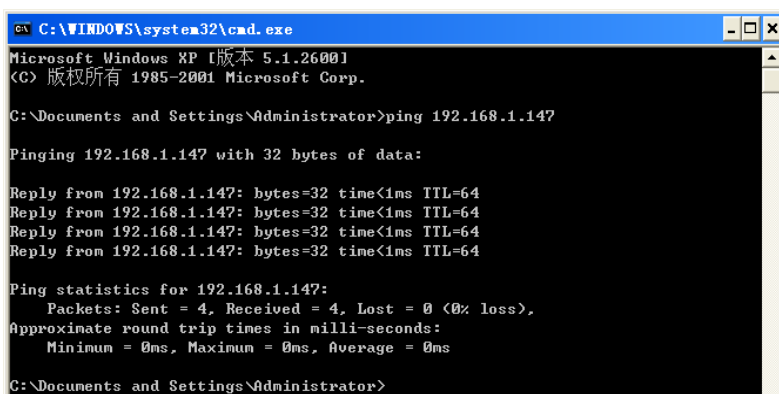 C:\WINDOWS\system32\cmd.exe
Microsoft Windows XP [版本 5.1.2600]
(C) 版权所有 1985-2001 Microsoft Corp.
C:\Documents and Settings\Administrator>ping 192.168.1.147
Pinging 192.168.1.147 with 32 bytes of data:
Reply from 192.168.1.147: bytes=32 time<1ms TTL=64
Reply from 192.168.1.147: bytes=32 time<1ms TTL=64
Reply from 192.168.1.147: bytes=32 time<1ms TTL=64
Reply from 192.168.1.147: bytes=32 time<1ms TTL=64
Ping statistics for 192.168.1.147:
Packets: Sent = 4, Received = 4, Lost = 0 (0% loss),
Approximate round trip times in milli-seconds:
Minimum = 0ms, Maximum = 0ms, Average = 0ms
C:\Documents and Settings\Administrator>